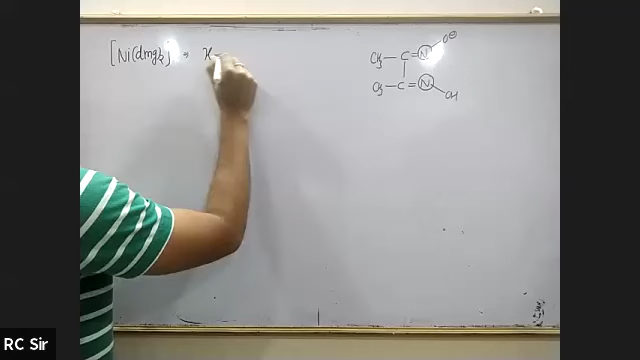 [Ni(dmg)2] ⇒ x
CH3 — C = N O⊖
CH3 — C = N OH
RC Sir